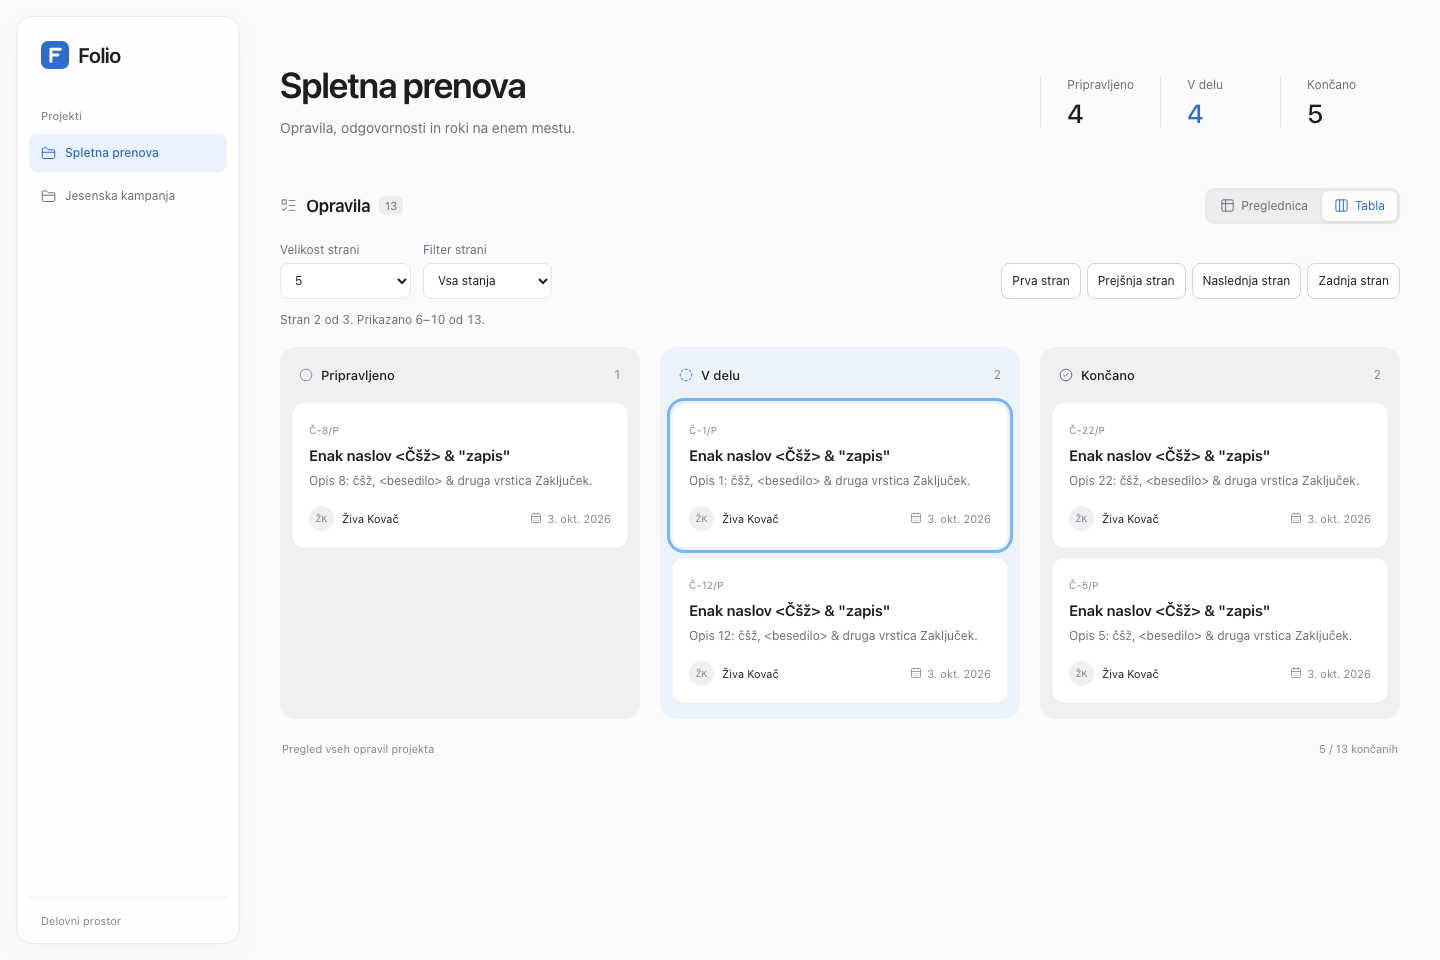 Folio
Projekti
Spletna prenova
Jesenska kampanja
Delovni prostor
Spletna prenova
Opravila, odgovornosti in roki na enem mestu.
Pripravljeno
4
V delu
4
Končano
5
Opravila 13
Preglednica
Tabla
Velikost strani
5
Filter strani
Vsa stanja
Prva stran
Prejšnja stran
Naslednja stran
Zadnja stran
Stran 2 od 3. Prikazano 6–10 od 13.
Pripravljeno 1
Č-8/P
Enak naslov <Čšž> & "zapis"
Opis 8: čšž, <besedilo> & druga vrstica Zaključek.
ŽK Živa Kovač 3. okt. 2026
V delu 2
Č-1/P
Enak naslov <Čšž> & "zapis"
Opis 1: čšž, <besedilo> & druga vrstica Zaključek.
ŽK Živa Kovač 3. okt. 2026
Č-12/P
Enak naslov <Čšž> & "zapis"
Opis 12: čšž, <besedilo> & druga vrstica Zaključek.
ŽK Živa Kovač 3. okt. 2026
Končano 2
Č-22/P
Enak naslov <Čšž> & "zapis"
Opis 22: čšž, <besedilo> & druga vrstica Zaključek.
ŽK Živa Kovač 3. okt. 2026
Č-5/P
Enak naslov <Čšž> & "zapis"
Opis 5: čšž, <besedilo> & druga vrstica Zaključek.
ŽK Živa Kovač 3. okt. 2026
Pregled vseh opravil projekta
5 / 13 končanih